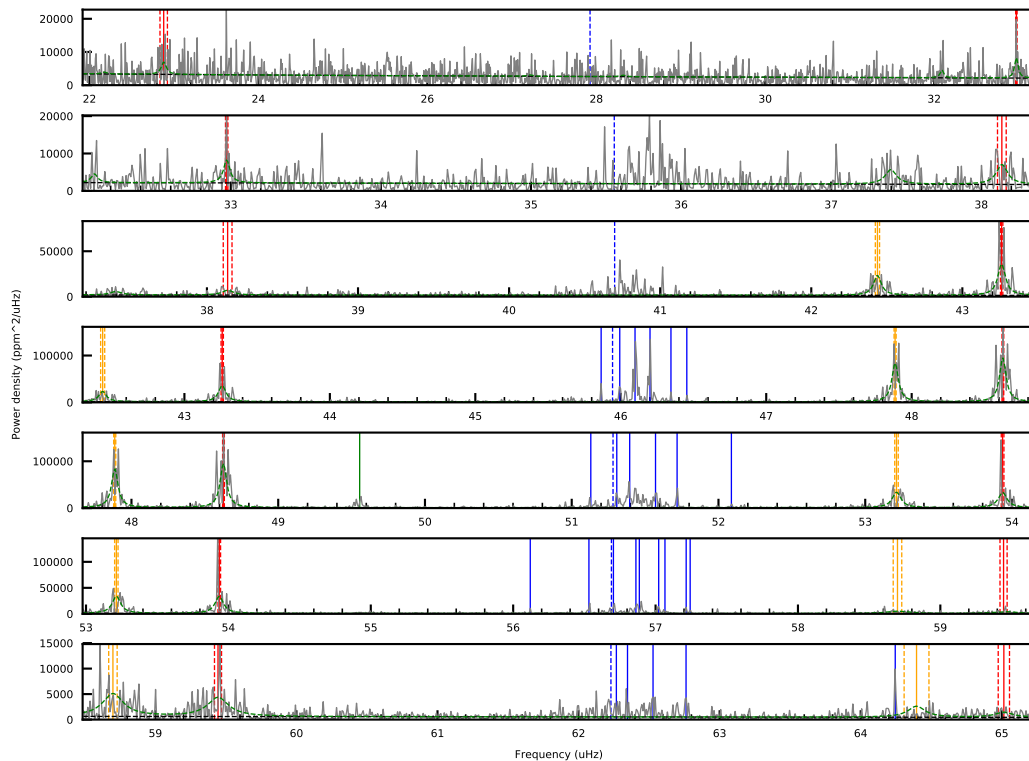 20000
10000
0
22 24 26 28 30 32
20000
10000
0
33 34 35 36 37 38
50000
0
38 39 40 41 42 43
100000
0
43 44 45 46 47 48
Power density (ppm^2/uHz)
100000
0
48 49 50 51 52 53 54
100000
50000
0
53 54 55 56 57 58 59
15000
10000
5000
0
59 60 61 62 63 64 65
Frequency (uHz)